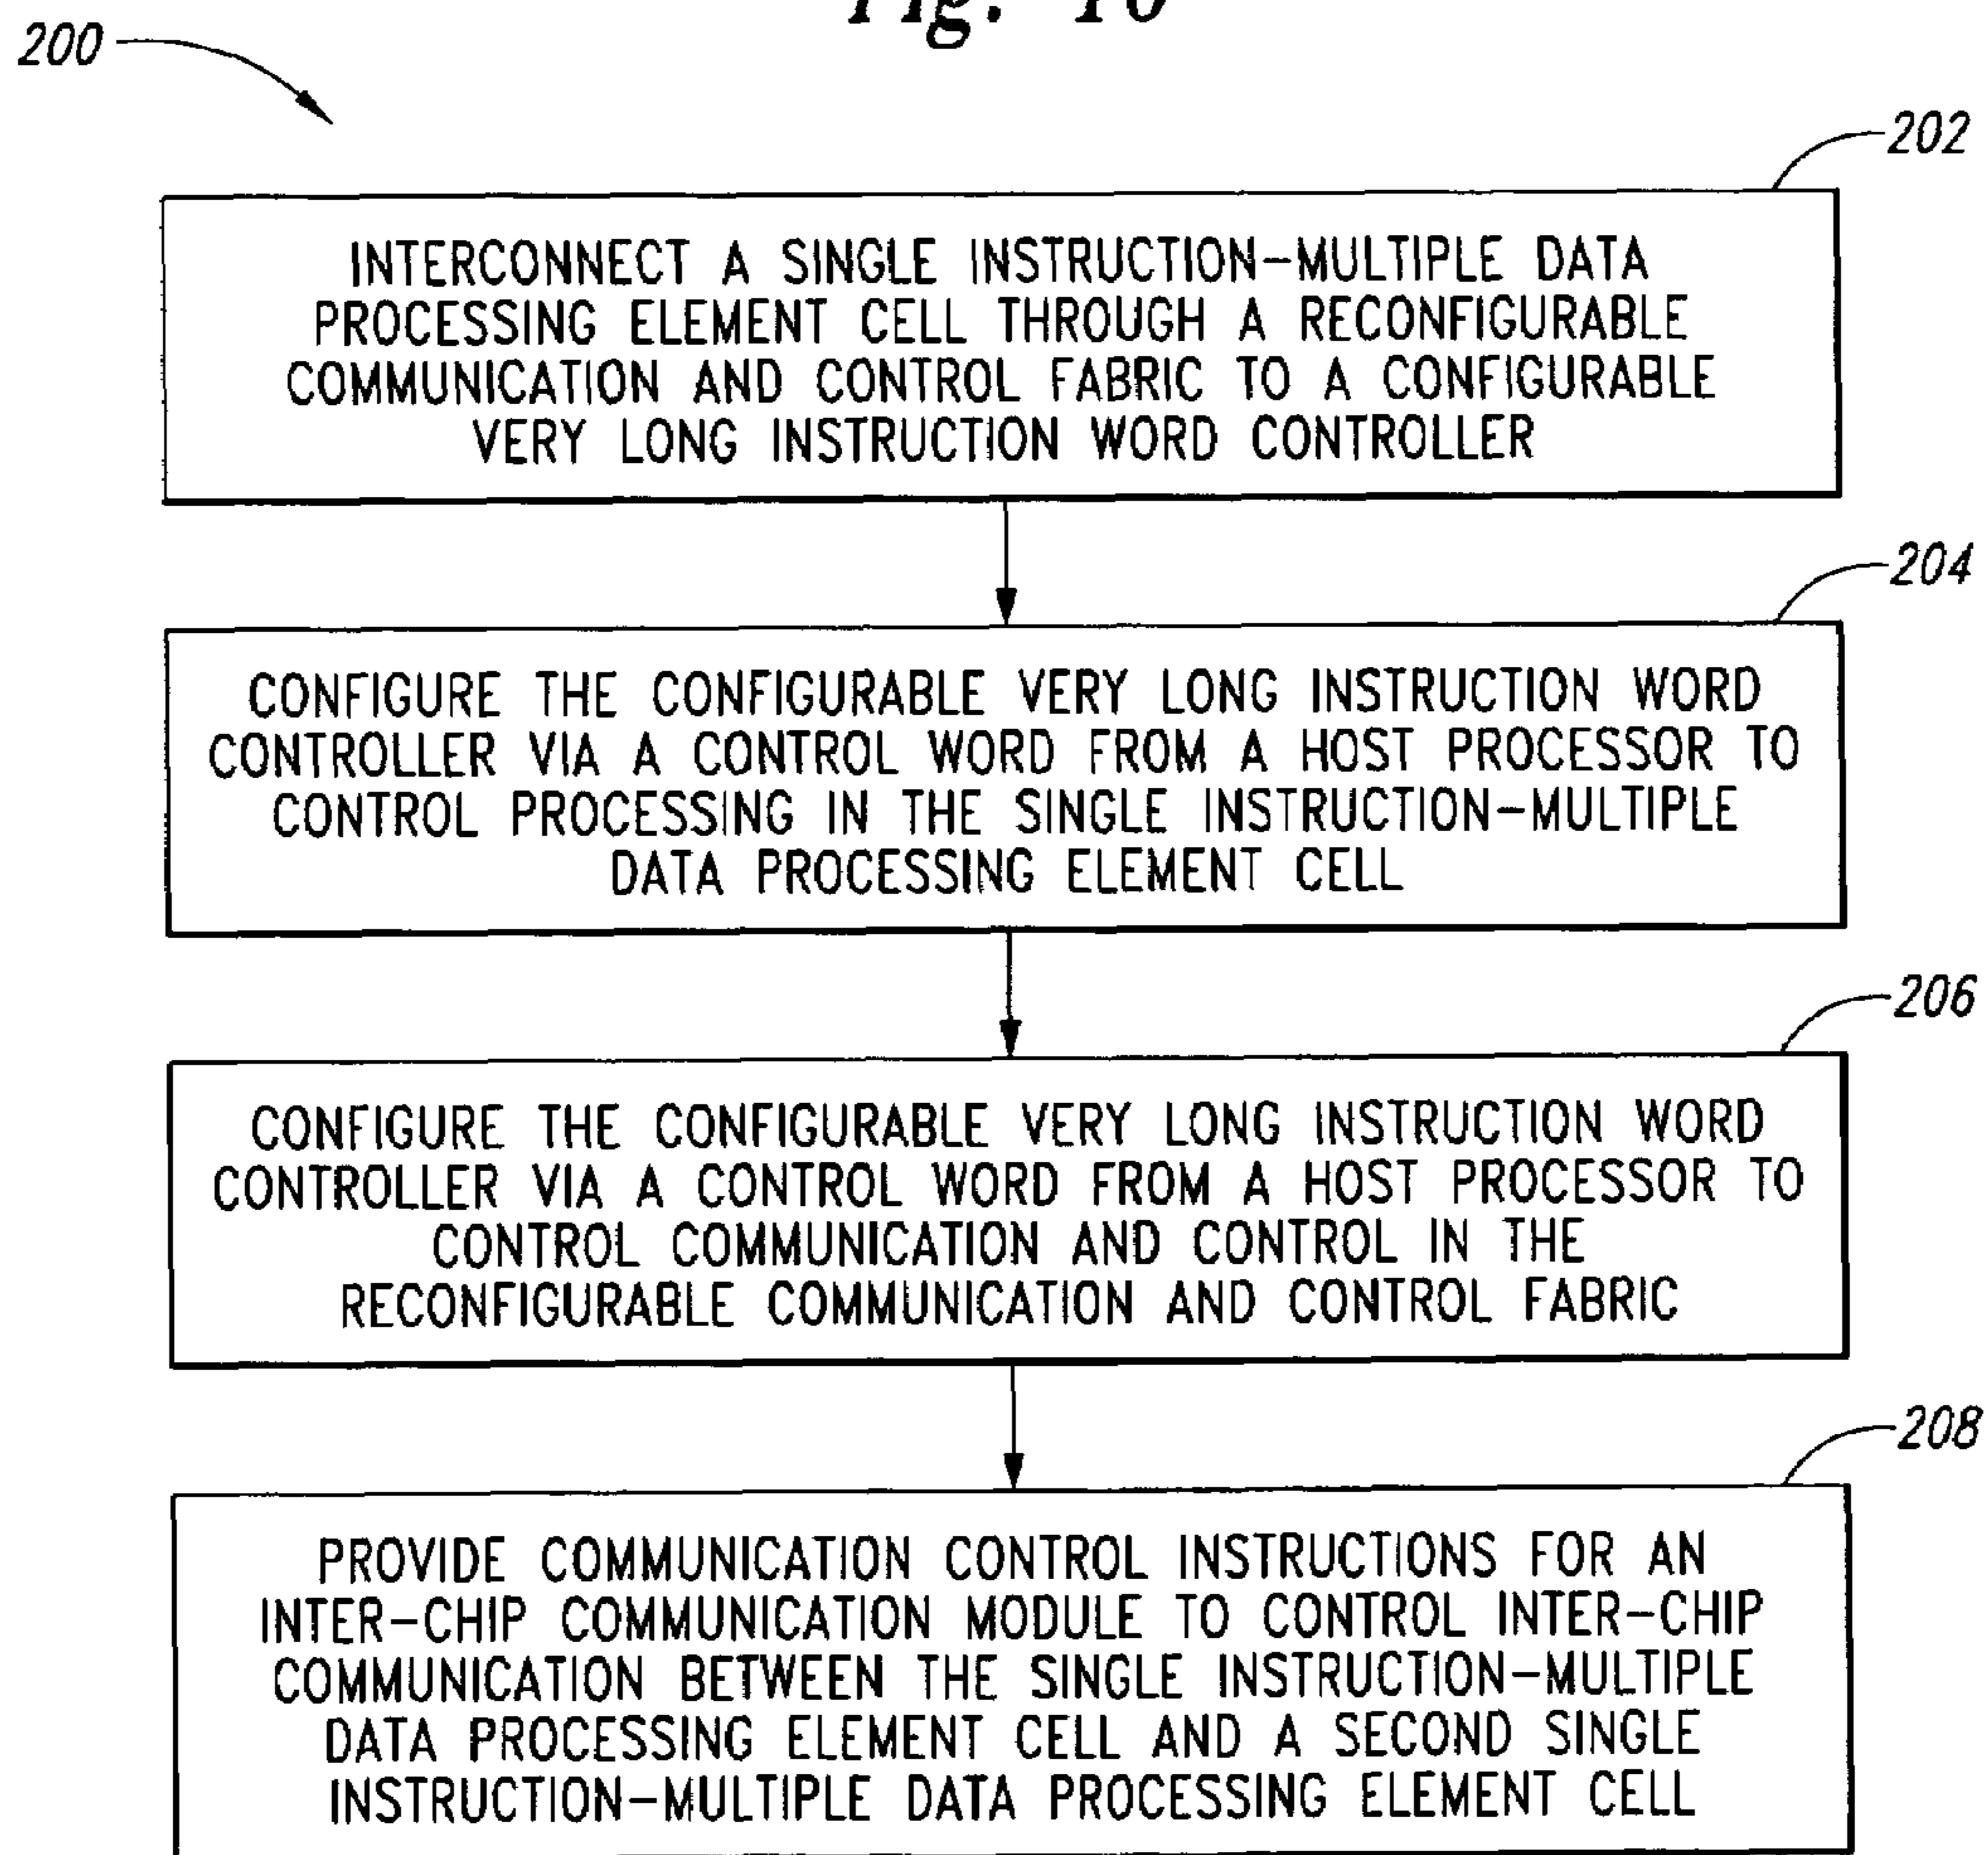 Fig. 10
200
202
INTERCONNECT A SINGLE INSTRUCTION-MULTIPLE DATA
PROCESSING ELEMENT CELL THROUGH A RECONFIGURABLE
COMMUNICATION AND CONTROL FABRIC TO A CONFIGURABLE
VERY LONG INSTRUCTION WORD CONTROLLER
204
CONFIGURE THE CONFIGURABLE VERY LONG INSTRUCTION WORD
CONTROLLER VIA A CONTROL WORD FROM A HOST PROCESSOR TO
CONTROL PROCESSING IN THE SINGLE INSTRUCTION-MULTIPLE
DATA PROCESSING ELEMENT CELL
206
CONFIGURE THE CONFIGURABLE VERY LONG INSTRUCTION WORD
CONTROLLER VIA A CONTROL WORD FROM A HOST PROCESSOR TO
CONTROL COMMUNICATION AND CONTROL IN THE
RECONFIGURABLE COMMUNICATION AND CONTROL FABRIC
208
PROVIDE COMMUNICATION CONTROL INSTRUCTIONS FOR AN
INTER-CHIP COMMUNICATION MODULE TO CONTROL INTER-CHIP
COMMUNICATION BETWEEN THE SINGLE INSTRUCTION-MULTIPLE
DATA PROCESSING ELEMENT CELL AND A SECOND SINGLE
INSTRUCTION-MULTIPLE DATA PROCESSING ELEMENT CELL